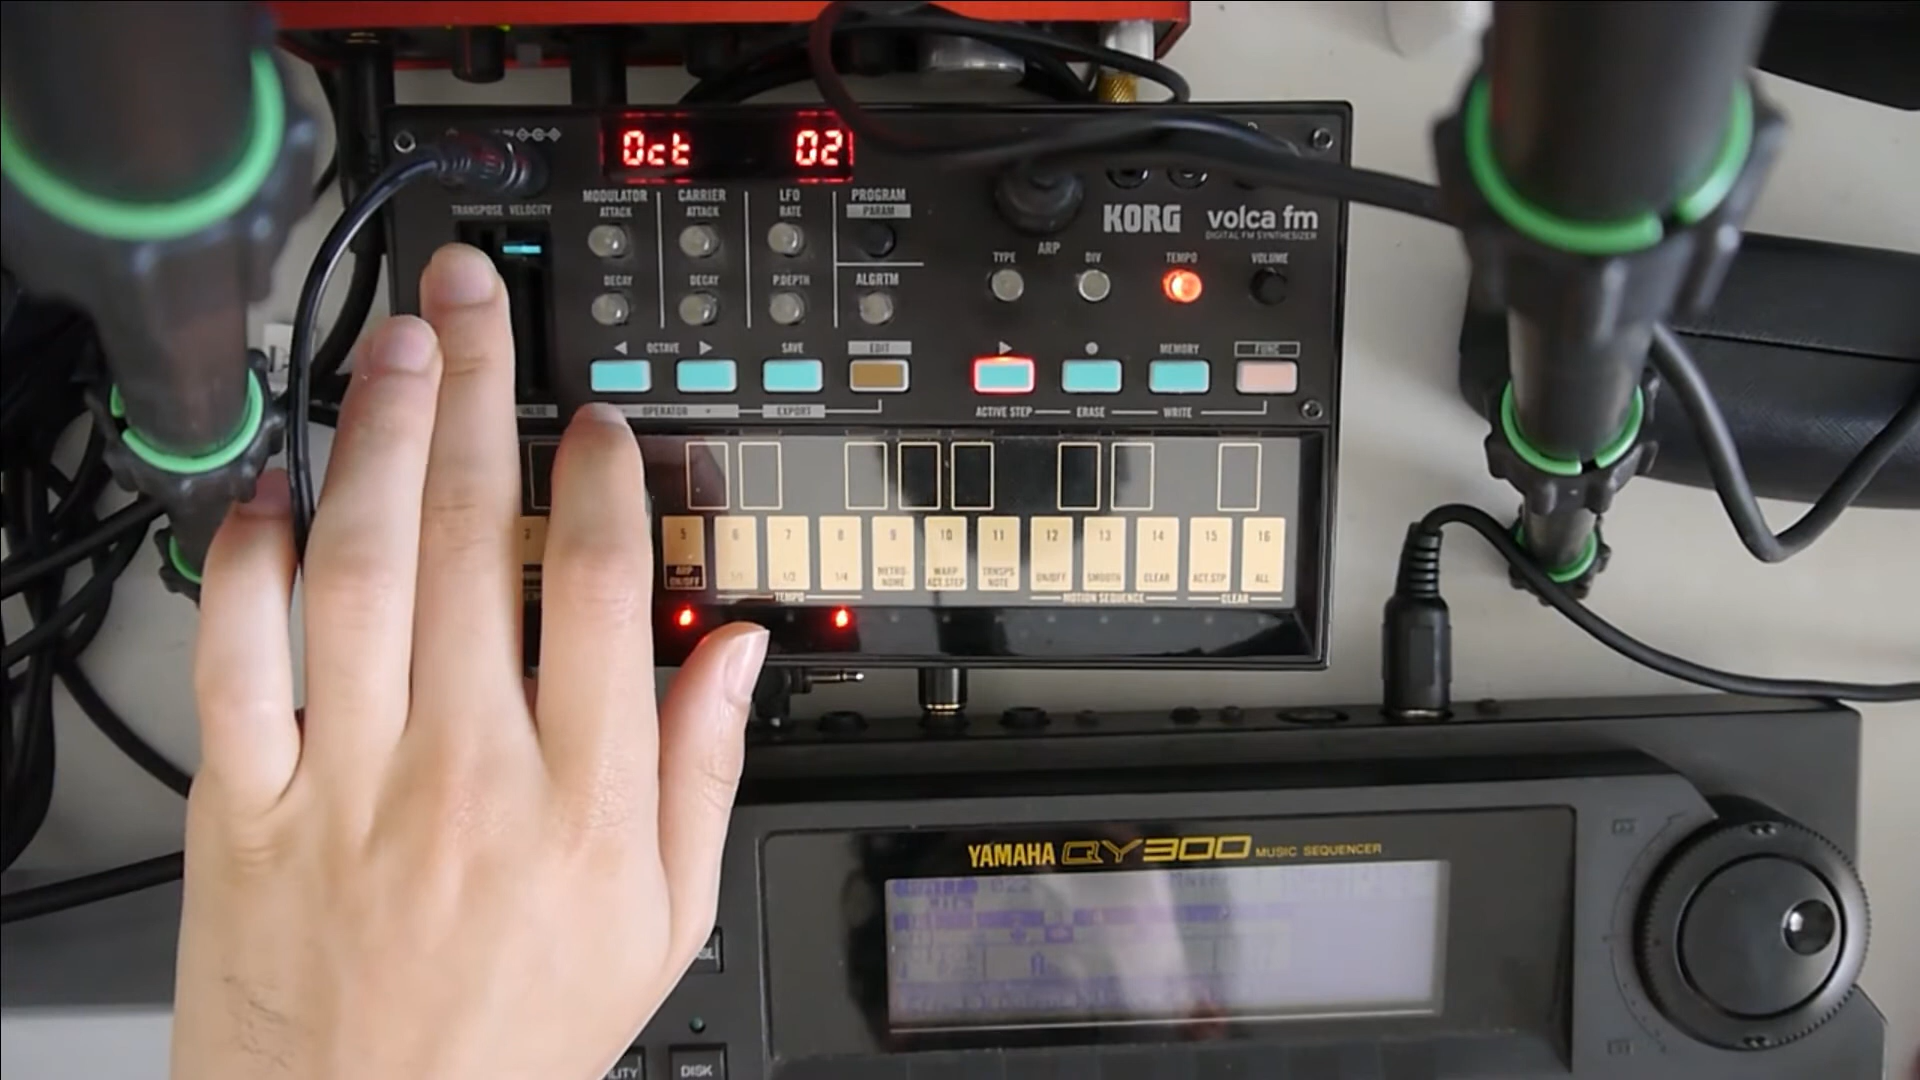 Oct 02
TRANSPOSE VELOCITY
MODULATOR CARRIER LFO PROGRAM
ATTACK ATTACK RATE PARAM
KORG volca fm
DIGITAL FM SYNTHESIZER
ARP
TYPE DIV TEMPO VOLUME
DECAY DECAY P.DEPTH ALGRTM
OCTAVE SAVE EDIT
MEMORY FUNC
VALUE OPERATOR EXPORT
ACTIVE STEP ERASE WRITE
5 6 7 8 9 10 11 12 13 14 15 16
ARP ON/OFF 1/1 1/2 1/4 METRO-NOME WARP ACT.STEP TRNSPS NOTE ON/OFF SMOOTH CLEAR ACT.STP ALL
TEMPO MOTION SEQUENCE CLEAR
YAMAHA QY300 MUSIC SEQUENCER
DISK